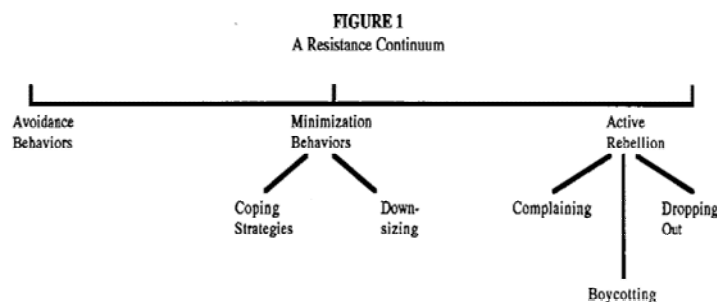 FIGURE 1
A Resistance Continuum
Avoidance
Behaviors
Minimization
Behaviors
Active
Rebellion
Coping
Strategies
Down-
sizing
Complaining
Dropping
Out
Boycotting